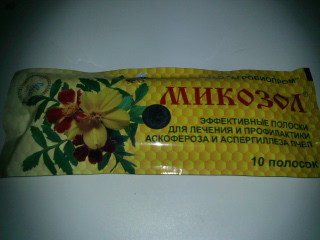 МИКОЗОЛ
ЭФФЕКТИВНЫЕ ПОЛОСКИ
ДЛЯ ЛЕЧЕНИЯ И ПРОФИЛАКТИКИ
АСКОФЕРОЗА И АСПЕРГИЛЛЕЗА ПЧЕЛ
10 полосок